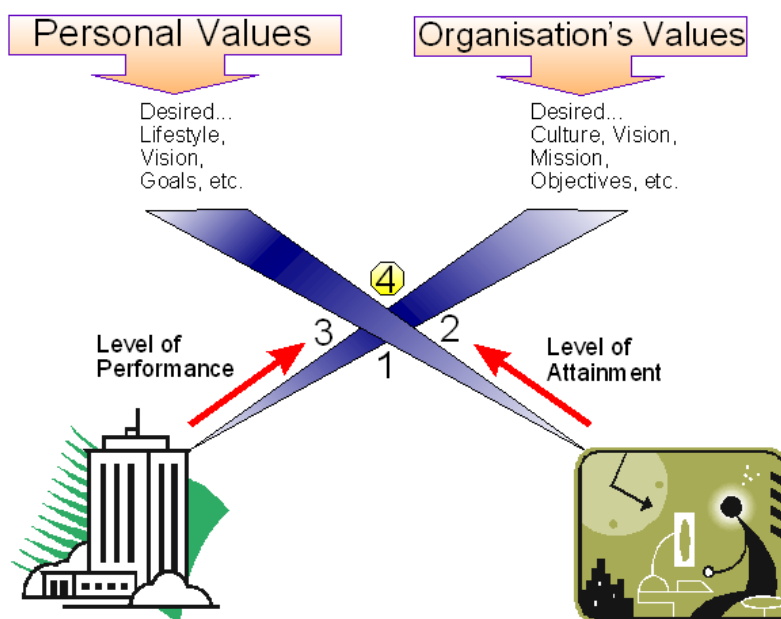 Personal Values
Organisation's Values
Desired...
Lifestyle,
Vision,
Goals, etc.
Desired...
Culture, Vision,
Mission,
Objectives, etc.
4
3
2
1
Level of
Performance
Level of
Attainment